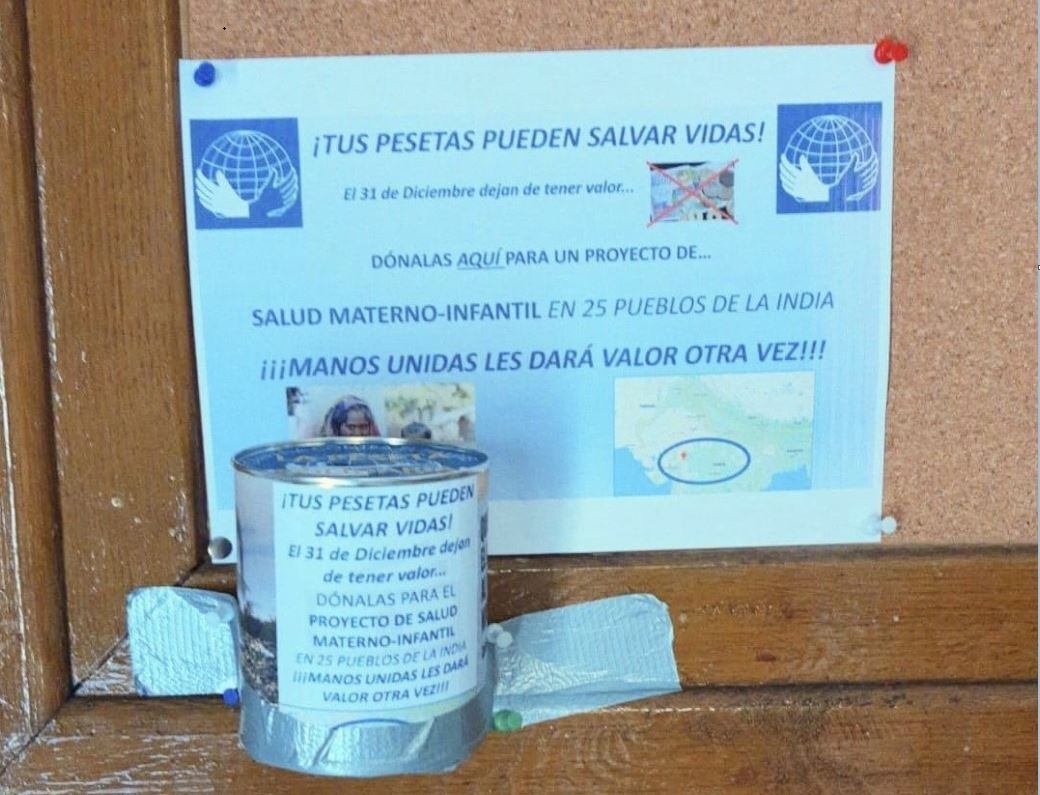 ¡TUS PESETAS PUEDEN SALVAR VIDAS!
El 31 de Diciembre dejan de tener valor...
DÓNALAS AQUÍ PARA UN PROYECTO DE...
SALUD MATERNO-INFANTIL EN 25 PUEBLOS DE LA INDIA
¡¡¡MANOS UNIDAS LES DARÁ VALOR OTRA VEZ!!!
¡TUS PESETAS PUEDEN
SALVAR VIDAS!
El 31 de Diciembre dejan
de tener valor...
DÓNALAS PARA EL
PROYECTO DE SALUD
MATERNO-INFANTIL
EN 25 PUEBLOS DE LA INDIA
¡¡¡MANOS UNIDAS LES DARÁ
VALOR OTRA VEZ!!!